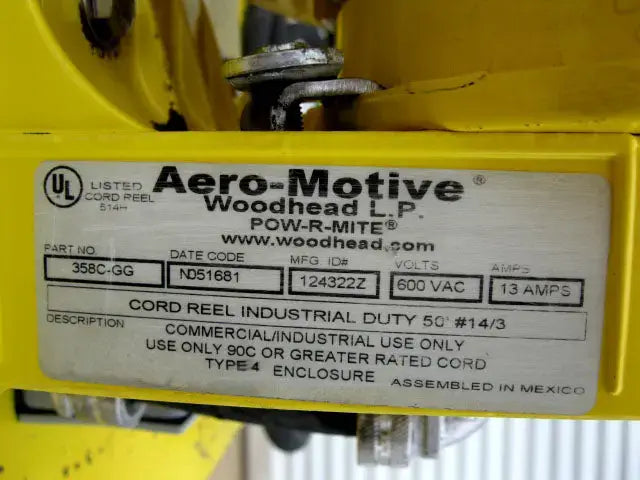 UL
LISTED
CORD REEL
514H
Aero-Motive®
Woodhead L.P.
POW-R-MITE®
www.woodhead.com
PART NO DATE CODE MFG ID# VOLTS AMPS
358C-GG N051681 124322Z 600 VAC 13 AMPS
CORD REEL INDUSTRIAL DUTY 50' #14/3
DESCRIPTION
COMMERCIAL/INDUSTRIAL USE ONLY
USE ONLY 90C OR GREATER RATED CORD
TYPE 4 ENCLOSURE
ASSEMBLED IN MEXICO